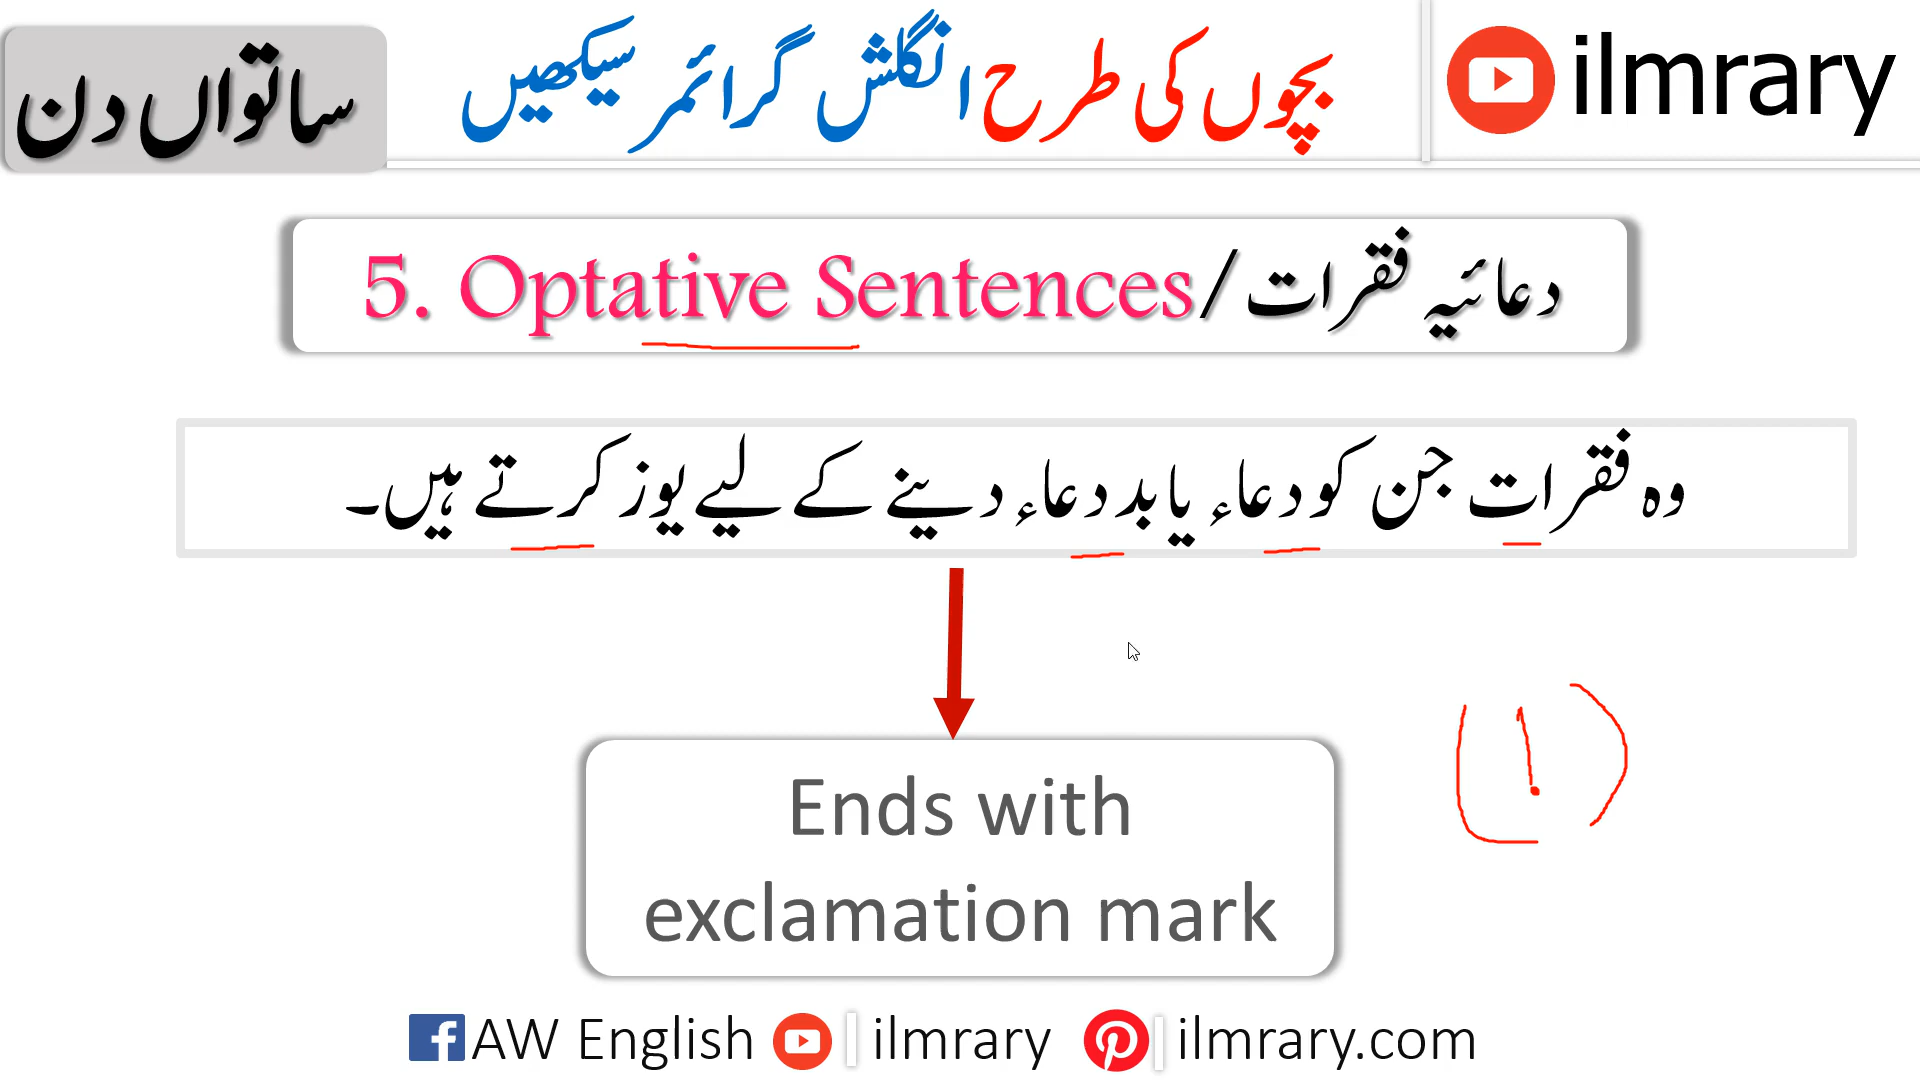 ساتواں دن
بچوں کی طرح انگلش گرائمر سیکھیں
ilmrary
5. Optative Sentences/دعائیہ فقرات
وہ فقرات جن کو دعاء یا بد دعاء دینے کے لیے یوز کرتے ہیں۔
(!)
Ends with
exclamation mark
AW English | ilmrary | ilmrary.com